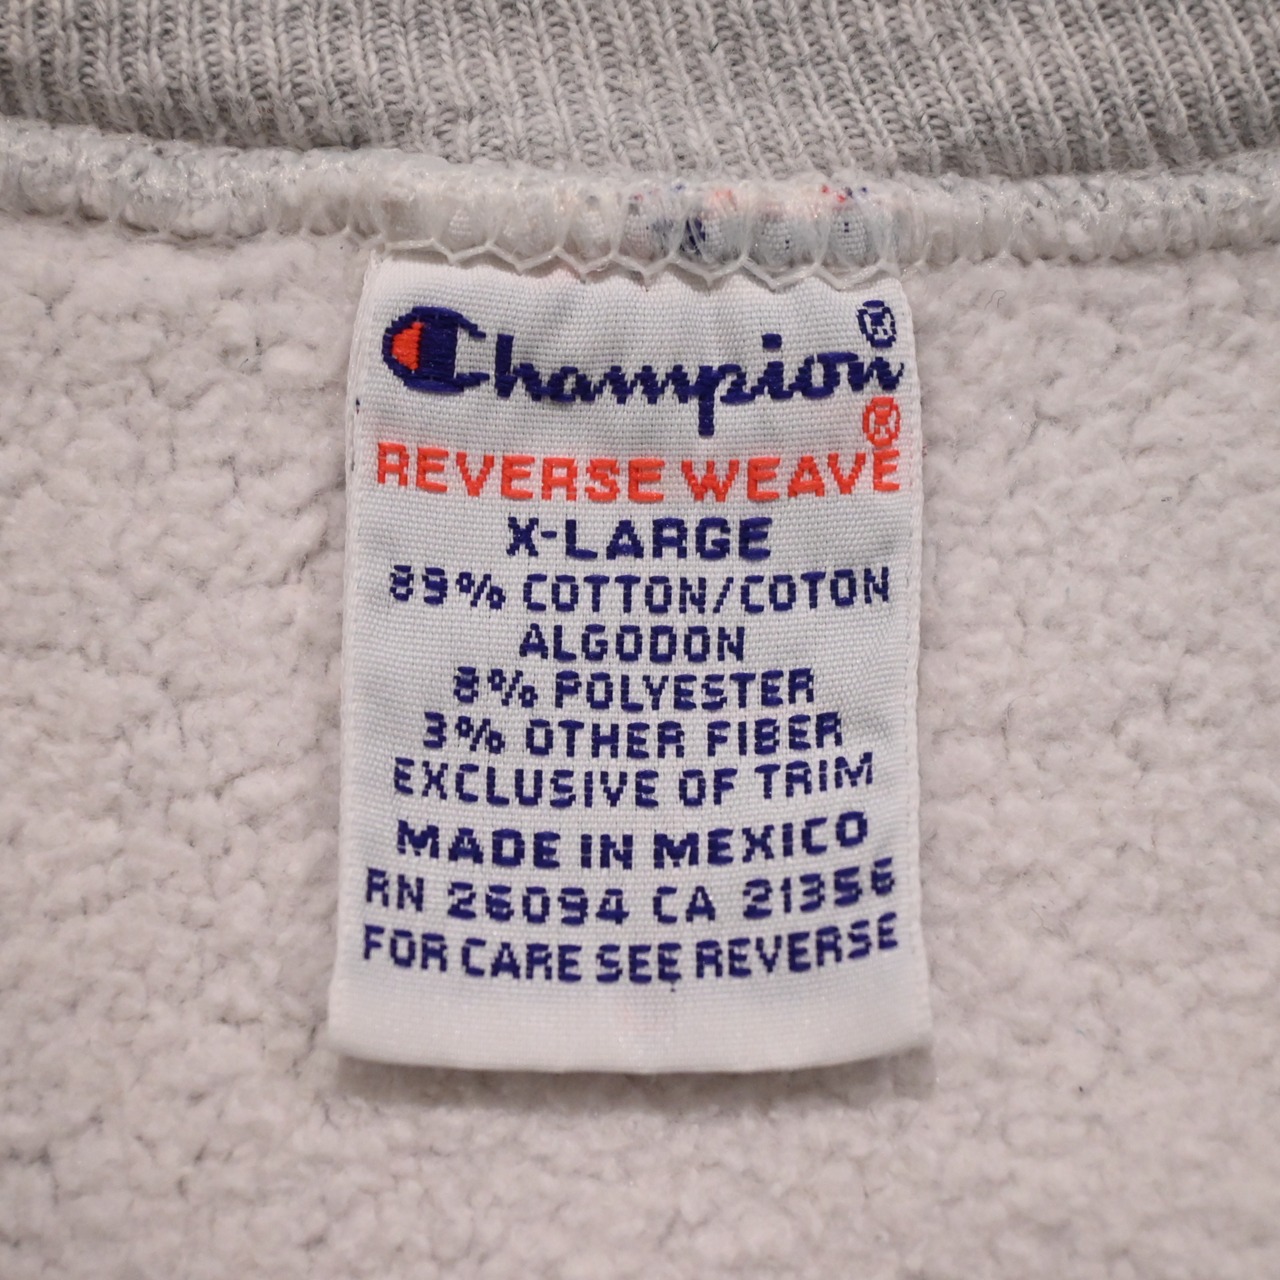 Champion®
REVERSE WEAVE®
X-LARGE
89% COTTON/COTON
ALGODON
8% POLYESTER
3% OTHER FIBER
EXCLUSIVE OF TRIM
MADE IN MEXICO
RN 26094 CA 21356
FOR CARE SEE REVERSE